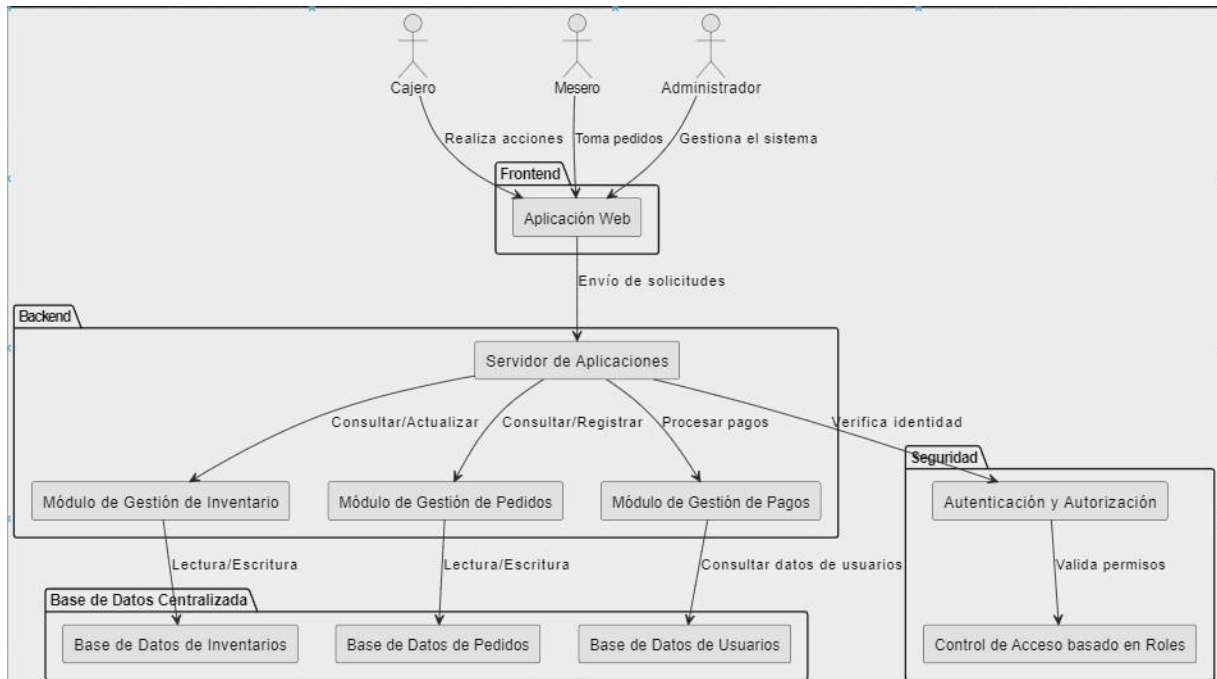 Cajero
Mesero
Administrador
Realiza acciones
Toma pedidos
Gestiona el sistema
Frontend
Aplicación Web
Envío de solicitudes
Backend
Servidor de Aplicaciones
Consultar/Actualizar
Consultar/Registrar
Procesar pagos
Verifica identidad
Seguridad
Módulo de Gestión de Inventario
Módulo de Gestión de Pedidos
Módulo de Gestión de Pagos
Autenticación y Autorización
Lectura/Escritura
Lectura/Escritura
Consultar datos de usuarios
Valida permisos
Base de Datos Centralizada
Base de Datos de Inventarios
Base de Datos de Pedidos
Base de Datos de Usuarios
Control de Acceso basado en Roles